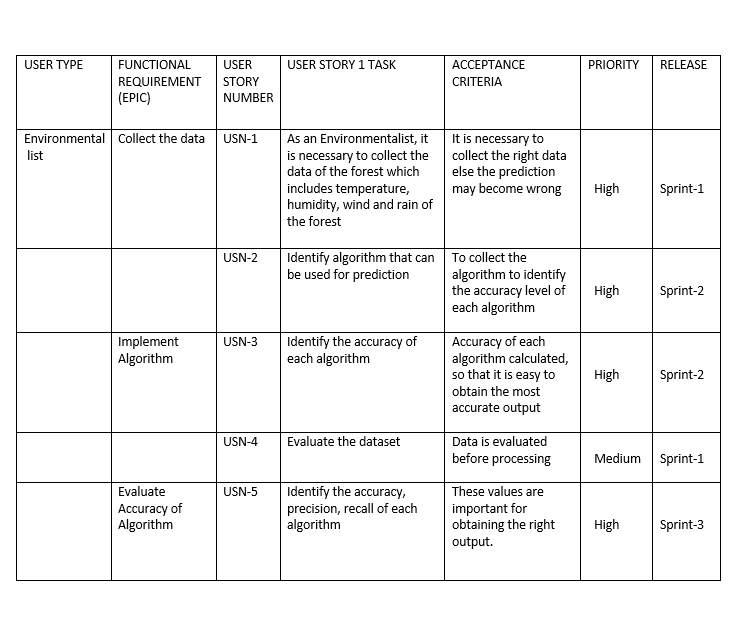 USER TYPE
FUNCTIONAL
REQUIREMENT
(EPIC)
USER
STORY
NUMBER
USER STORY 1 TASK
ACCEPTANCE
CRITERIA
PRIORITY
RELEASE
Environmental
list
Collect the data
USN-1
As an Environmentalist, it
is necessary to collect the
data of the forest which
includes temperature,
humidity, wind and rain of
the forest
It is necessary to
collect the right data
else the prediction
may become wrong
High
Sprint-1
USN-2
Identify algorithm that can
be used for prediction
To collect the
algorithm to identify
the accuracy level of
each algorithm
High
Sprint-2
Implement
Algorithm
USN-3
Identify the accuracy of
each algorithm
Accuracy of each
algorithm calculated,
so that it is easy to
obtain the most
accurate output
High
Sprint-2
USN-4
Evaluate the dataset
Data is evaluated
before processing
Medium
Sprint-1
Evaluate
Accuracy of
Algorithm
USN-5
Identify the accuracy,
precision, recall of each
algorithm
These values are
important for
obtaining the right
output.
High
Sprint-3